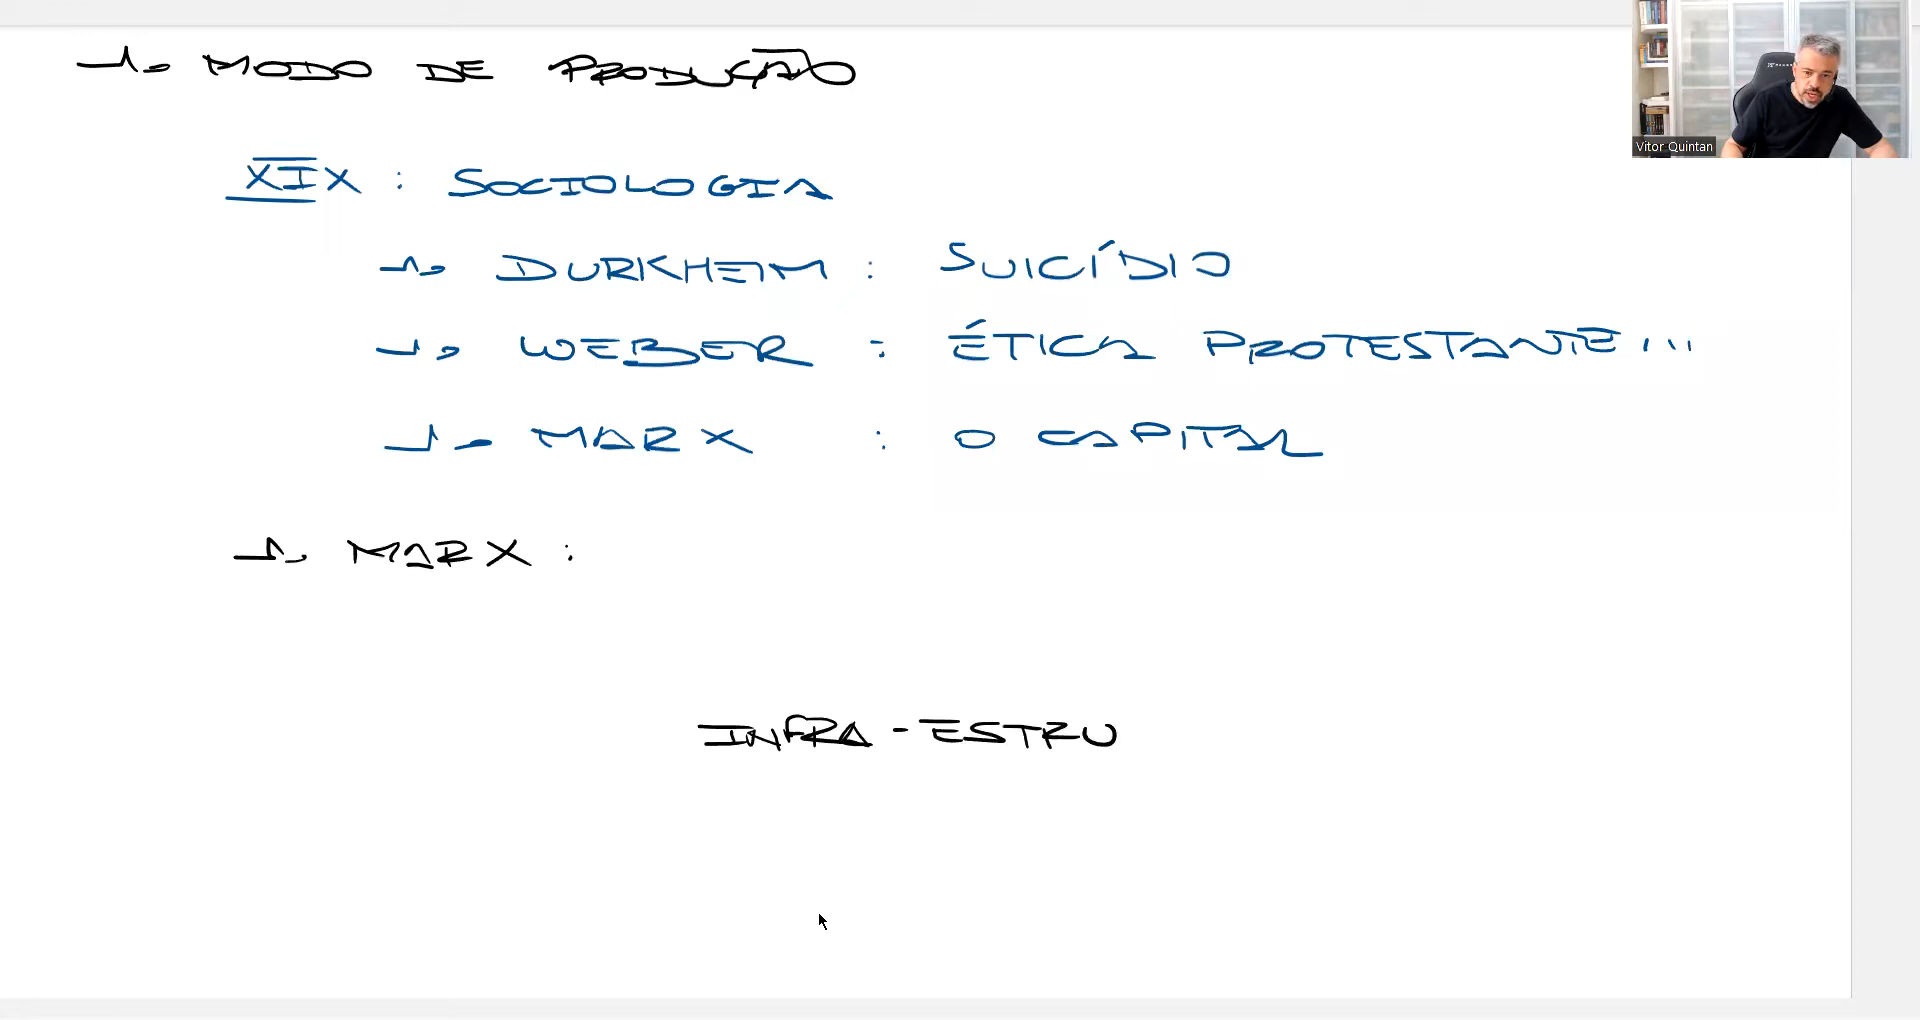 MODO DE PRODUÇÃO
XIX : SOCIOLOGIA
DURKHEIM : SUICÍDIO
WEBER : ÉTICA PROTESTANTE...
MARX : O CAPITAL
MARX :
INFRA-ESTRU
Vitor Quintan